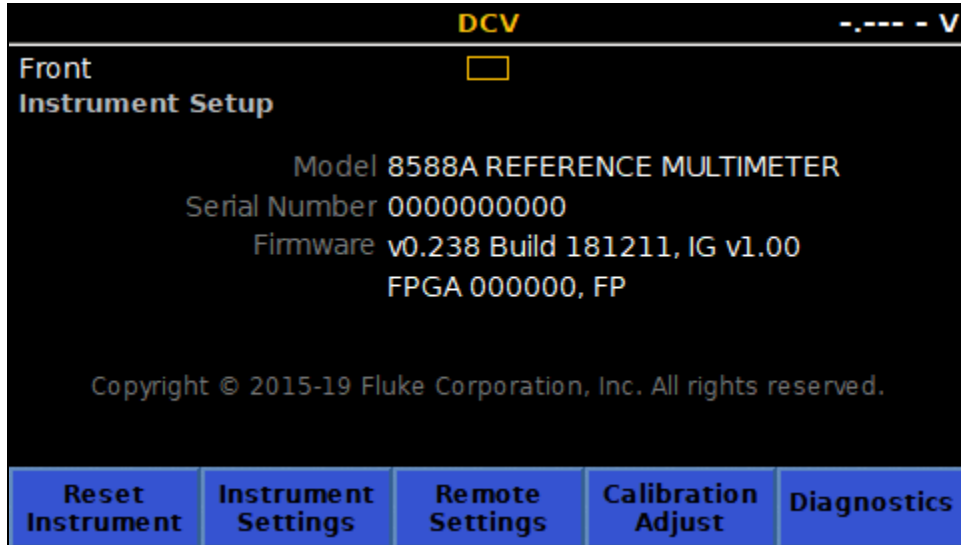 DCV -.--- - V
Front
Instrument Setup
Model 8588A REFERENCE MULTIMETER
Serial Number 0000000000
Firmware v0.238 Build 181211, IG v1.00
FPGA 000000, FP
Copyright © 2015-19 Fluke Corporation, Inc. All rights reserved.
Reset Instrument
Instrument Settings
Remote Settings
Calibration Adjust
Diagnostics